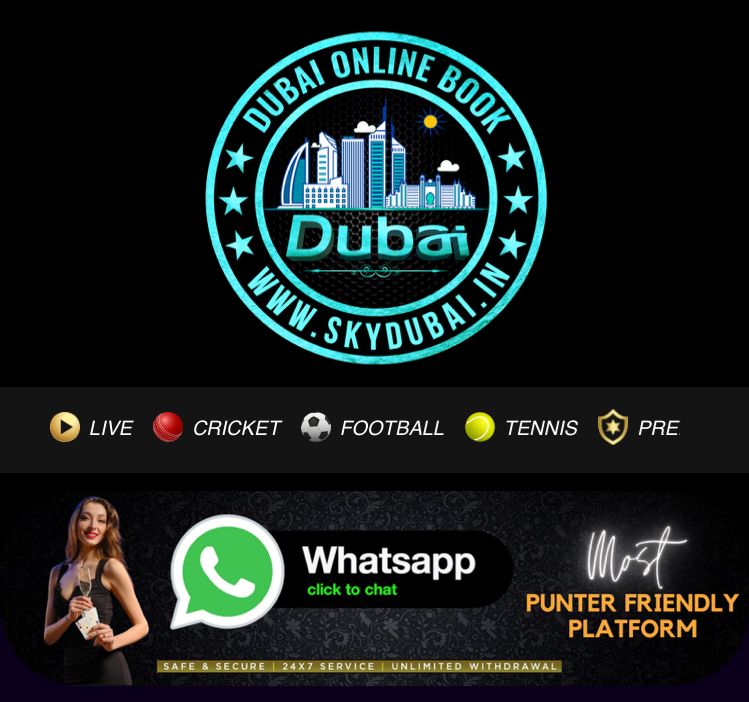 DUBAI ONLINE BOOK
Dubai
WWW.SKYDUBAI.IN
LIVE CRICKET FOOTBALL TENNIS PRE
Whatsapp
click to chat
Most
PUNTER FRIENDLY
PLATFORM
SAFE & SECURE | 24X7 SERVICE | UNLIMITED WITHDRAWAL